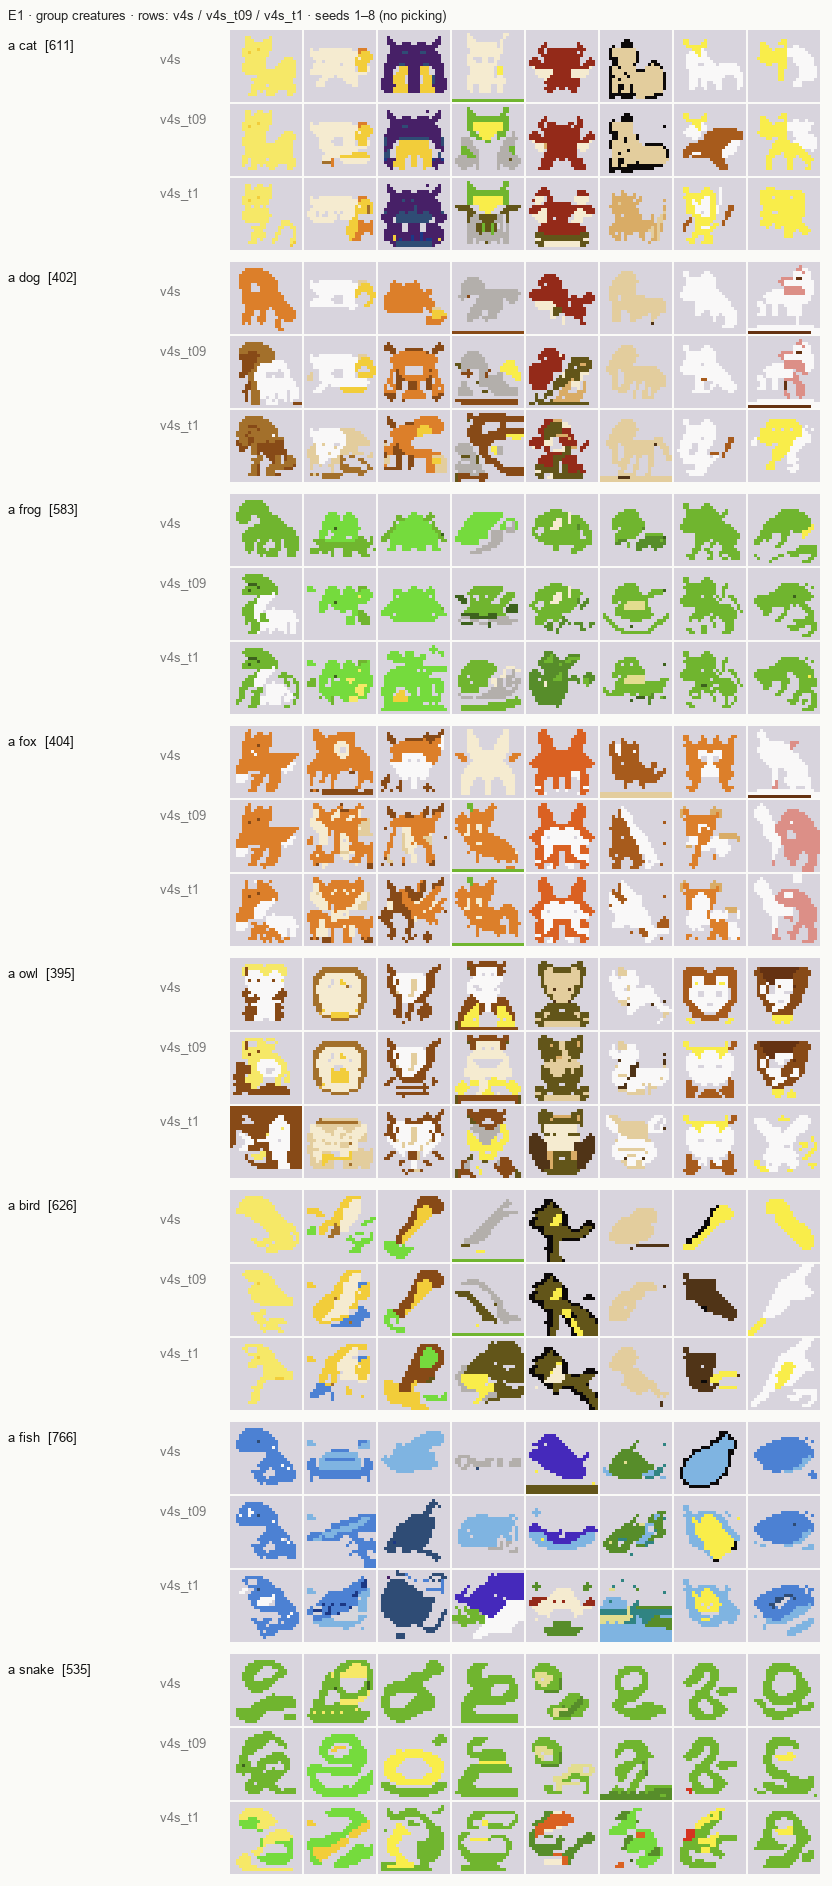 E1 · group creatures · rows: v4s / v4s_t09 / v4s_t1 · seeds 1–8 (no picking)
a cat [611]
v4s
v4s_t09
v4s_t1
a dog [402]
v4s
v4s_t09
v4s_t1
a frog [583]
v4s
v4s_t09
v4s_t1
a fox [404]
v4s
v4s_t09
v4s_t1
a owl [395]
v4s
v4s_t09
v4s_t1
a bird [626]
v4s
v4s_t09
v4s_t1
a fish [766]
v4s
v4s_t09
v4s_t1
a snake [535]
v4s
v4s_t09
v4s_t1